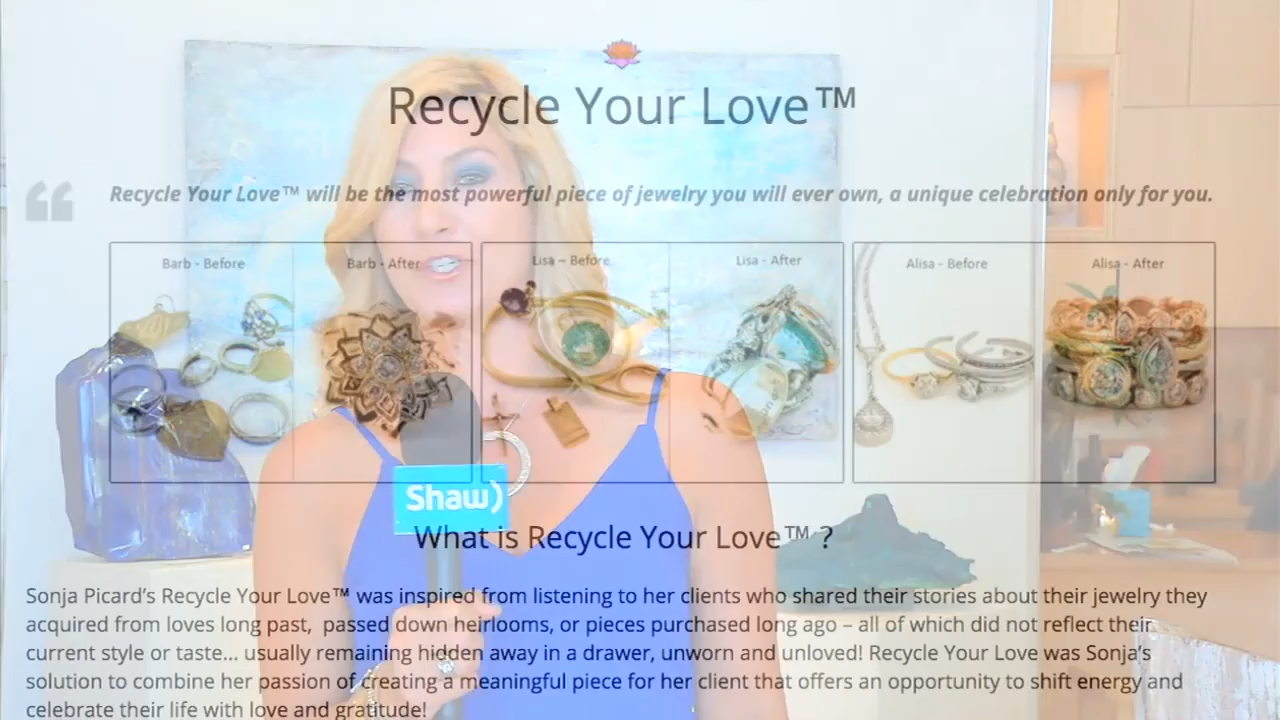 Recycle Your Love™
Recycle Your Love™ will be the most powerful piece of jewelry you will ever own, a unique celebration only for you.
Barb - Before
Barb - After
Lisa – Before
Lisa - After
Alisa - Before
Alisa - After
Shaw)
What is Recycle Your Love™ ?
Sonja Picard’s Recycle Your Love™ was inspired from listening to her clients who shared their stories about their jewelry they
acquired from loves long past, passed down heirlooms, or pieces purchased long ago – all of which did not reflect their
current style or taste... usually remaining hidden away in a drawer, unworn and unloved! Recycle Your Love was Sonja’s
solution to combine her passion of creating a meaningful piece for her client that offers an opportunity to shift energy and
celebrate their life with love and gratitude!